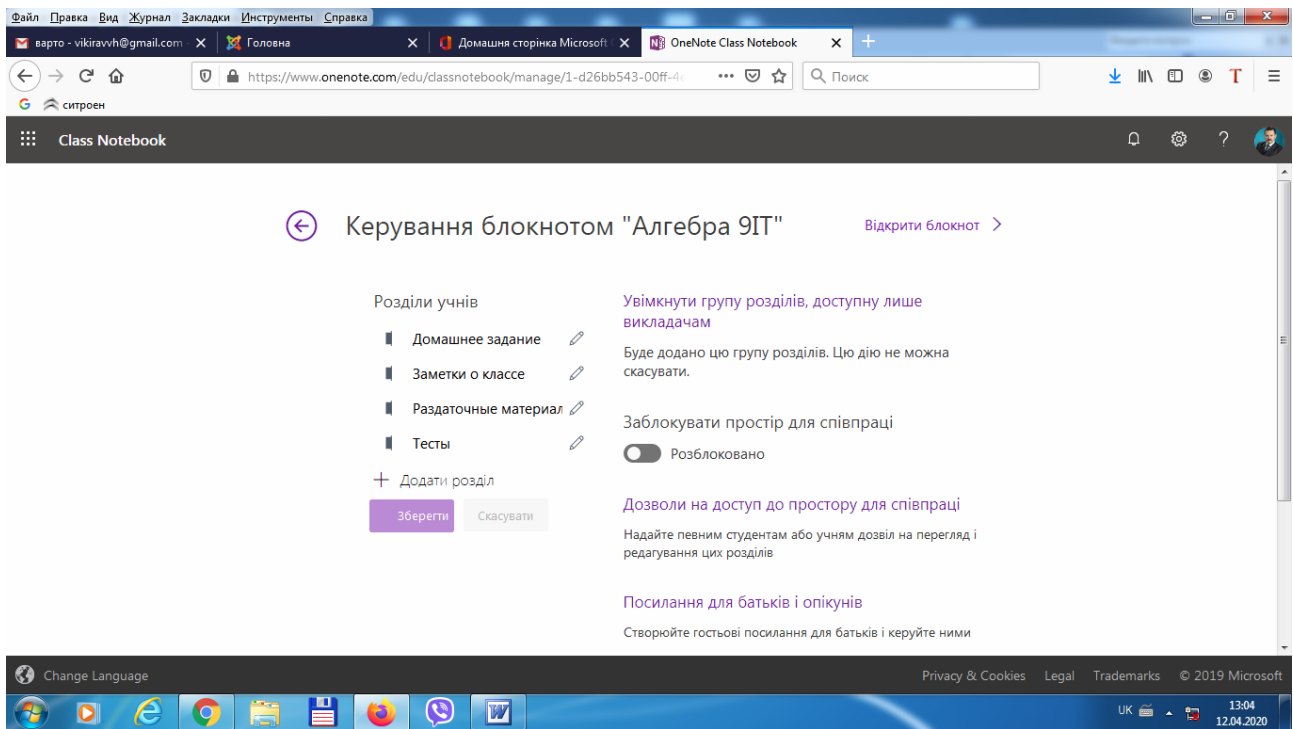 Файл Правка Вид Журнал Закладки Инструменты Справка
варто - vikiravvh@gmail.com
Головна
Домашня сторінка Microsoft
OneNote Class Notebook
https://www.onenote.com/edu/classnotebook/manage/1-d26bb543-00ff-4
Поиск
ситроен
Class Notebook
Керування блокнотом "Алгебра 9ІТ"
Відкрити блокнот
Розділи учнів
Домашнее задание
Заметки о классе
Раздаточные материал
Тесты
Додати розділ
Зберегти Скасувати
Увімкнути групу розділів, доступну лише
викладачам
Буде додано цю групу розділів. Цю дію не можна
скасувати.
Заблокувати простір для співпраці
Розблоковано
Дозволи на доступ до простору для співпраці
Надайте певним студентам або учням дозвіл на перегляд і
редагування цих розділів
Посилання для батьків і опікунів
Створюйте гостьові посилання для батьків і керуйте ними
Change Language
Privacy & Cookies Legal Trademarks © 2019 Microsoft
UK
13:04
12.04.2020